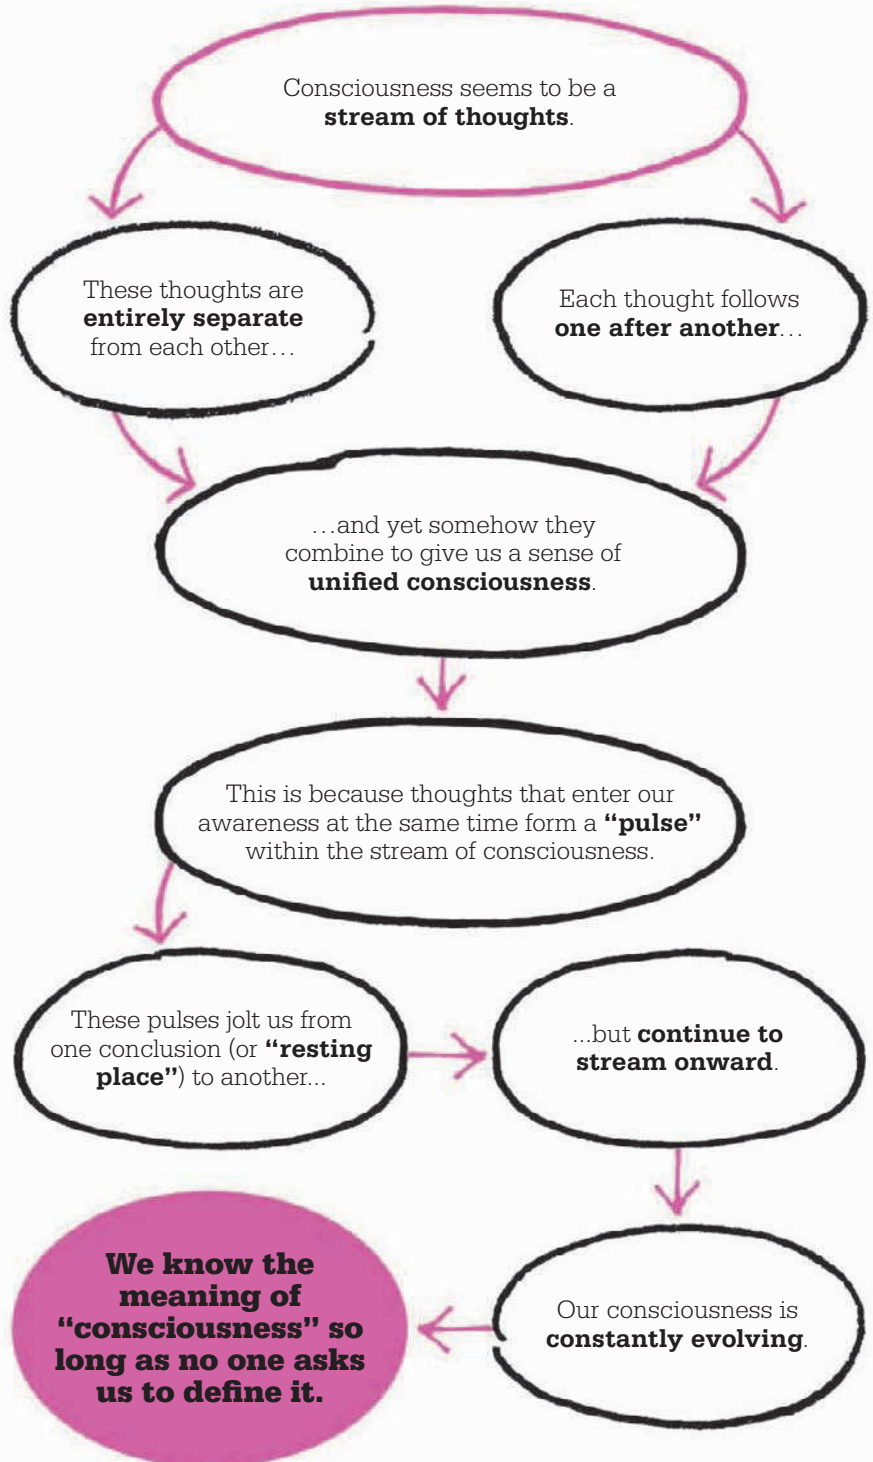 Consciousness seems to be a
stream of thoughts.
These thoughts are
entirely separate
from each other…
Each thought follows
one after another…
…and yet somehow they
combine to give us a sense of
unified consciousness.
This is because thoughts that enter our
awareness at the same time form a “pulse”
within the stream of consciousness.
These pulses jolt us from
one conclusion (or “resting
place”) to another...
...but continue to
stream onward.
Our consciousness is
constantly evolving.
We know the
meaning of
“consciousness” so
long as no one asks
us to define it.